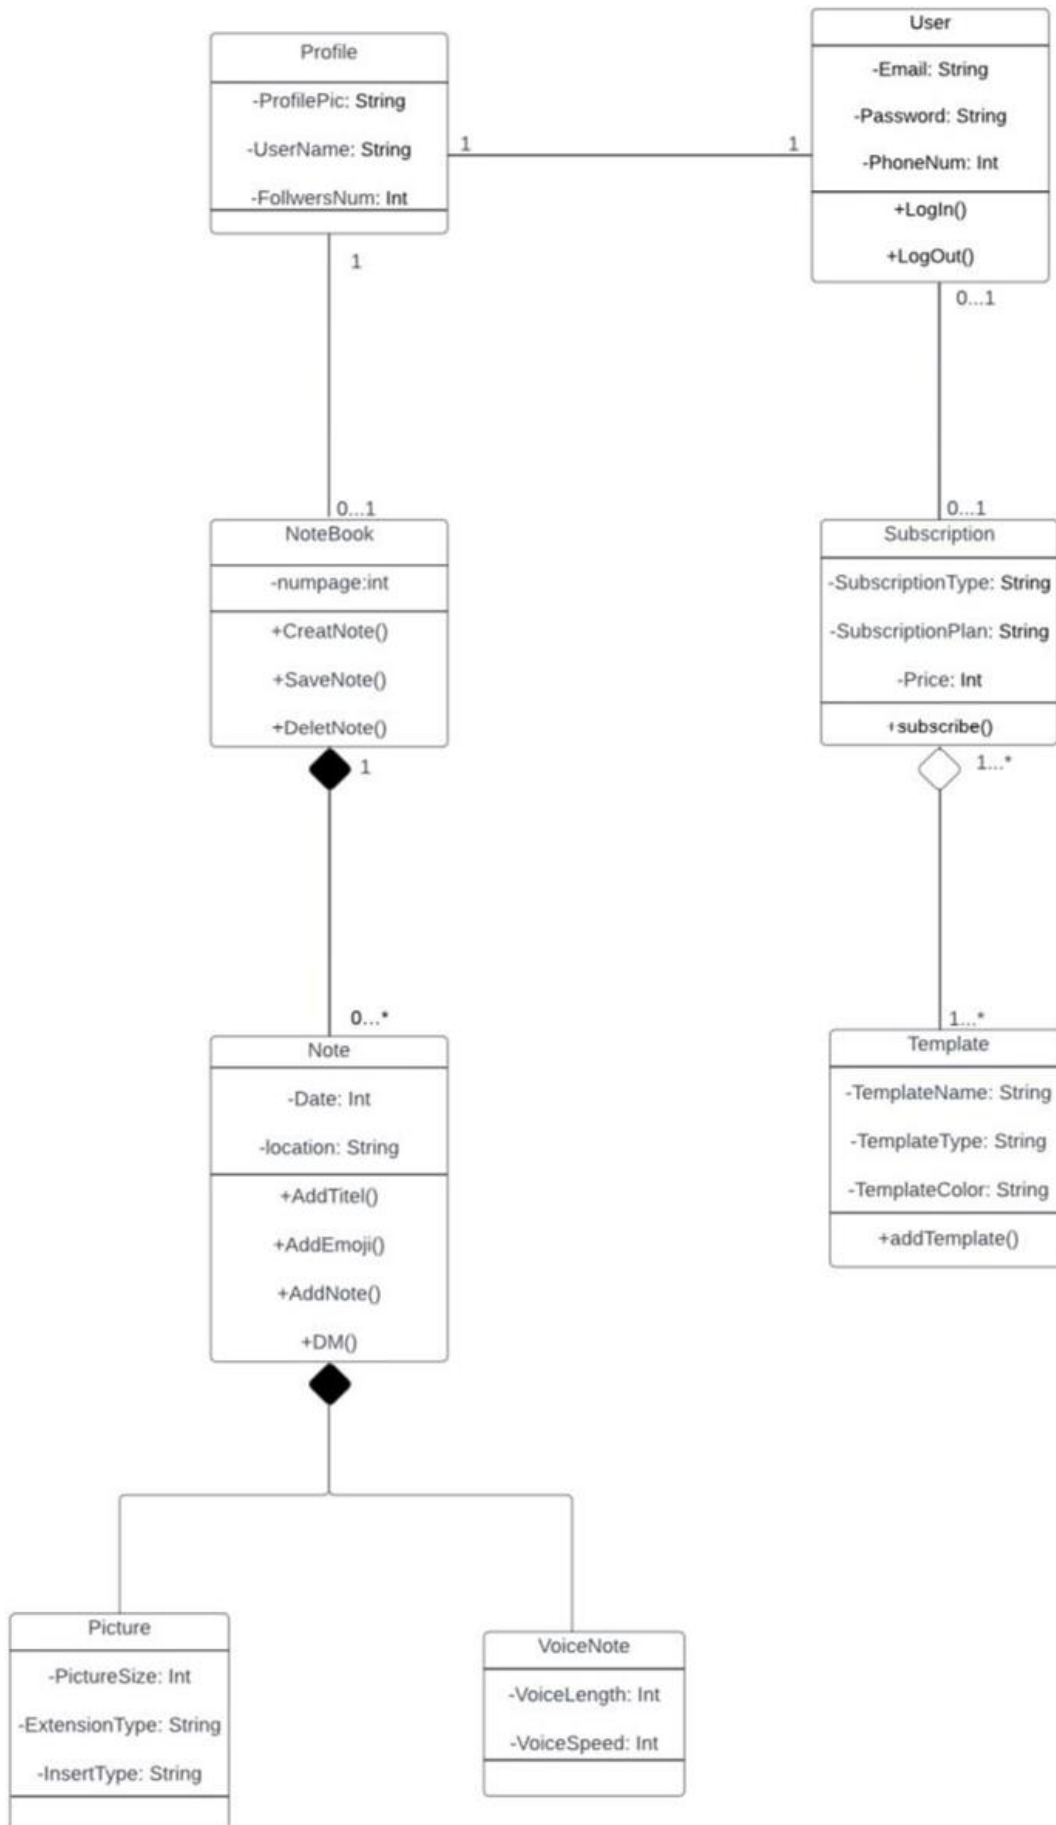 Profile
-ProfilePic: String
-UserName: String
-FollwersNum: Int
1
1
User
-Email: String
-Password: String
-PhoneNum: Int
+LogIn()
+LogOut()
1
0...1
0...1
NoteBook
-numpage:int
+CreatNote()
+SaveNote()
+DeletNote()
0...1
Subscription
-SubscriptionType: String
-SubscriptionPlan: String
-Price: Int
+subscribe()
1
1...*
0...*
Note
-Date: Int
-location: String
+AddTitel()
+AddEmoji()
+AddNote()
+DM()
1...*
Template
-TemplateName: String
-TemplateType: String
-TemplateColor: String
+addTemplate()
Picture
-PictureSize: Int
-ExtensionType: String
-InsertType: String
VoiceNote
-VoiceLength: Int
-VoiceSpeed: Int